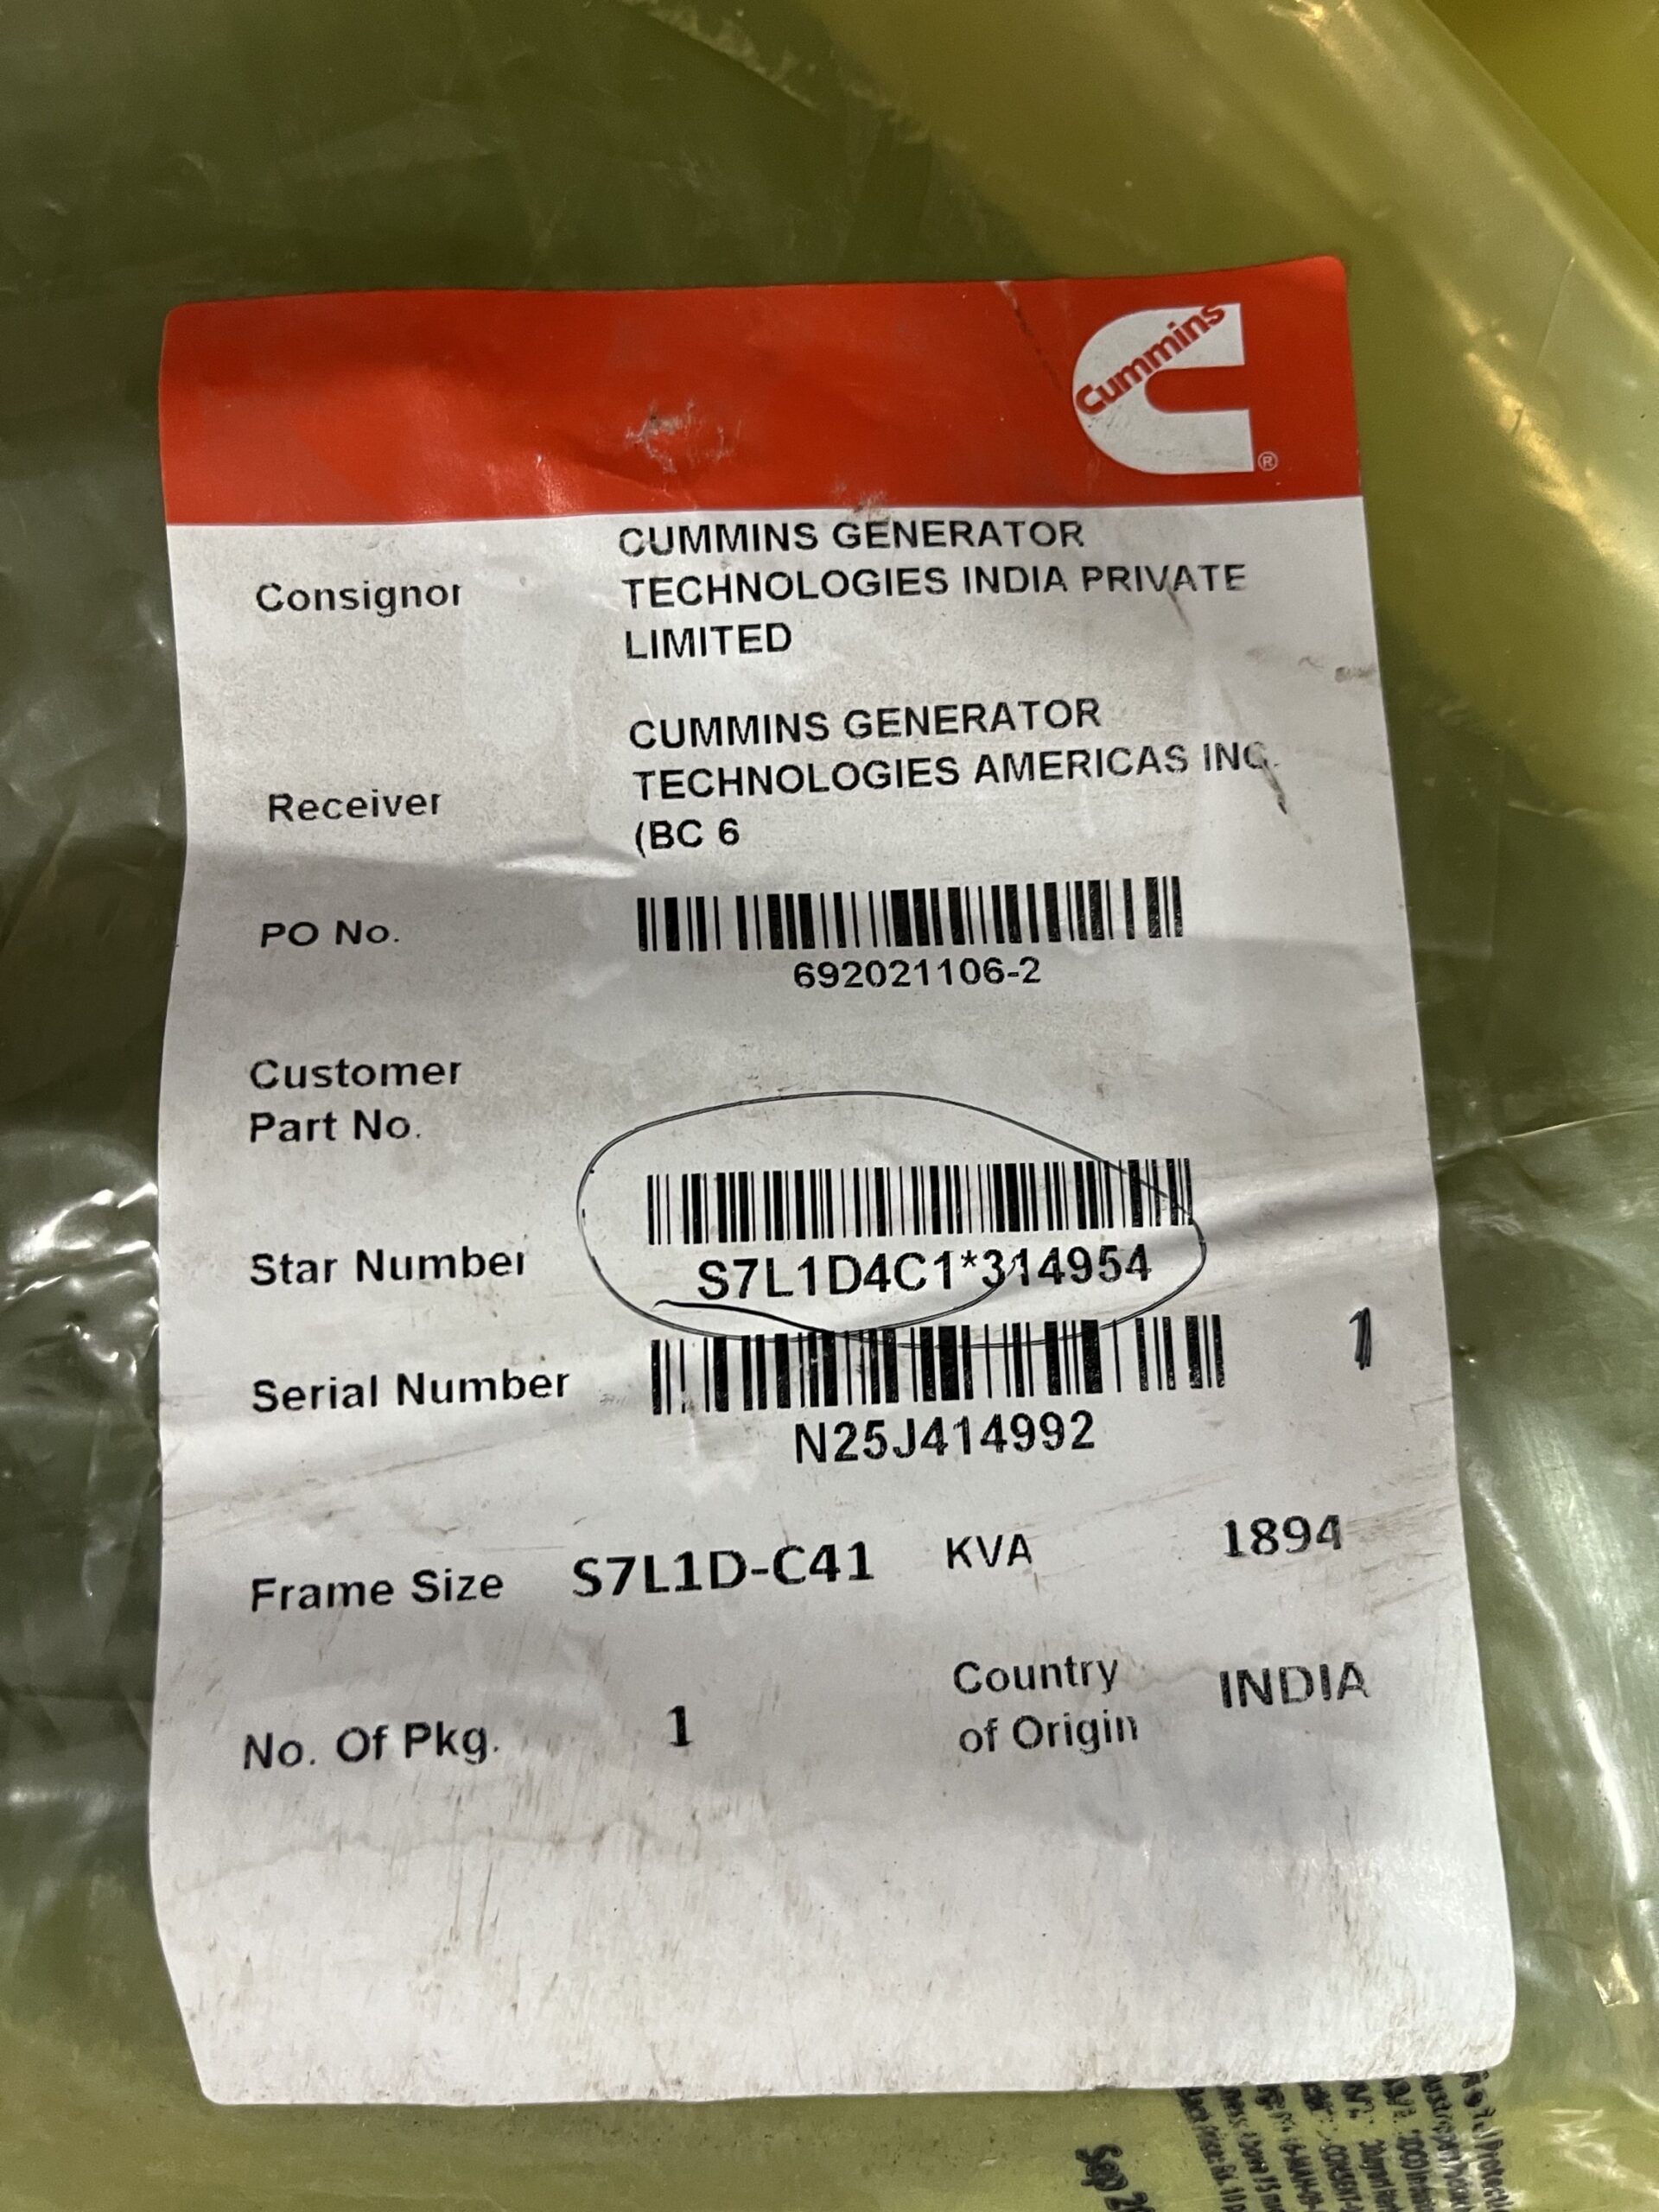 Cummins
®
Consignor
CUMMINS GENERATOR
TECHNOLOGIES INDIA PRIVATE
LIMITED
Receiver
CUMMINS GENERATOR
TECHNOLOGIES AMERICAS INC.
(BC 6
PO No.
692021106-2
Customer
Part No.
Star Number
S7L1D4C1*314954
Serial Number
1
N25J414992
Frame Size S7L1D-C41 KVA 1894
No. Of Pkg. 1
Country
of Origin
INDIA
Sep